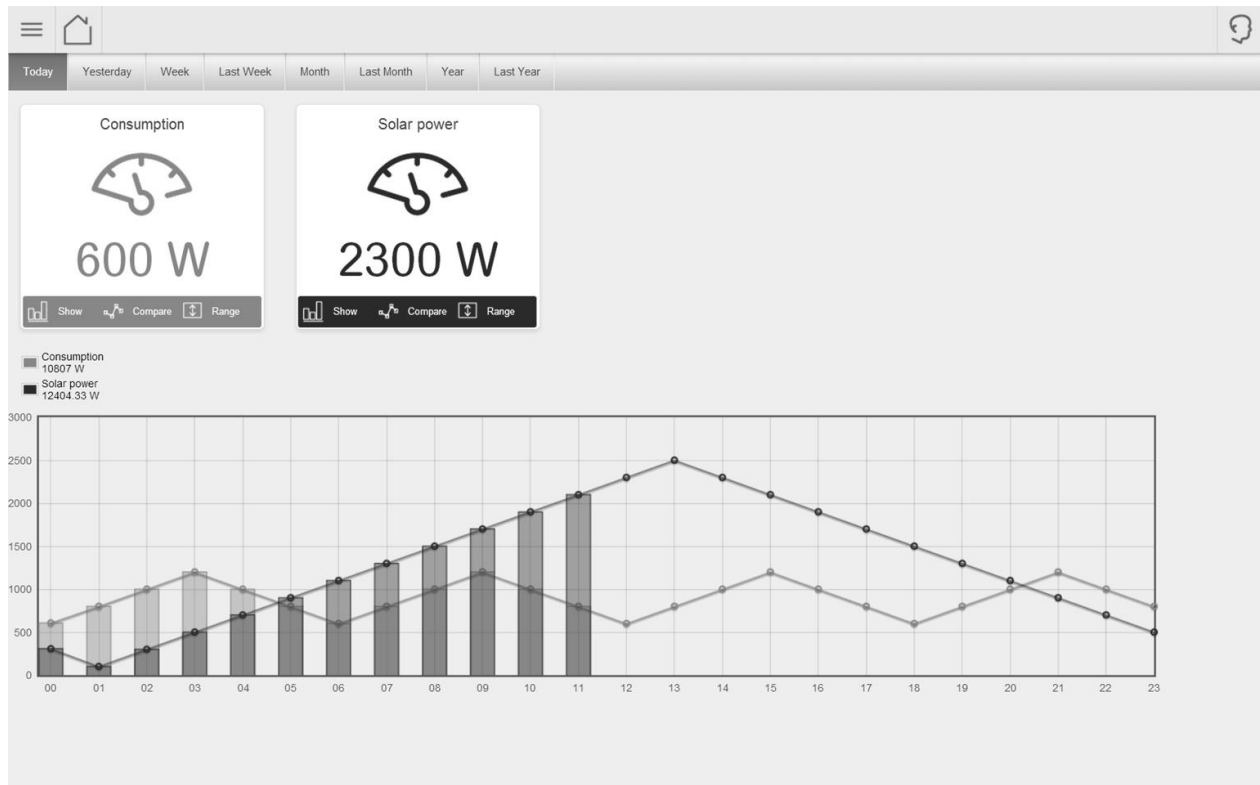 Today Yesterday Week Last Week Month Last Month Year Last Year
Consumption
600 W
Show Compare Range
Solar power
2300 W
Show Compare Range
Consumption
10807 W
Solar power
12404.33 W
3000
2500
2000
1500
1000
500
0
00 01 02 03 04 05 06 07 08 09 10 11 12 13 14 15 16 17 18 19 20 21 22 23